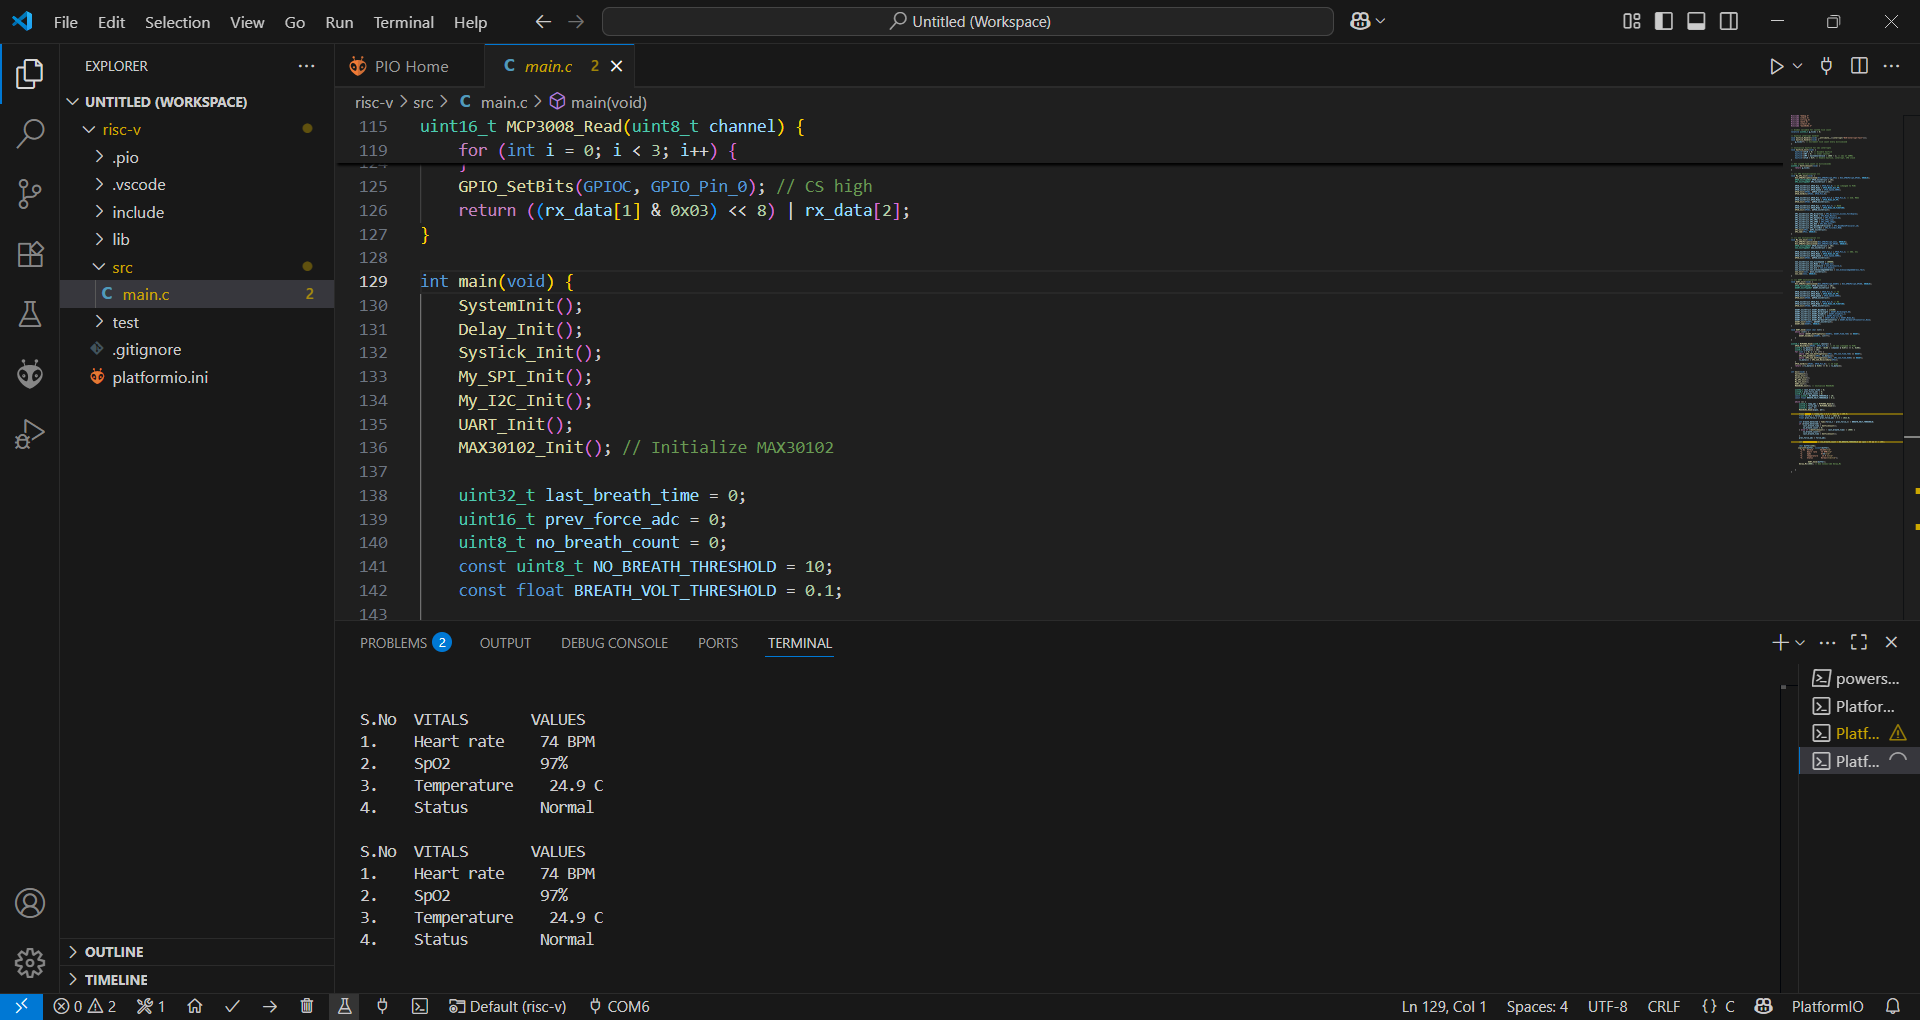 File Edit Selection View Go Run Terminal Help Untitled (Workspace)
EXPLORER
UNTITLED (WORKSPACE)
risc-v
.pio
.vscode
include
lib
src
C main.c 2
test
.gitignore
platformio.ini
OUTLINE
TIMELINE
PIO Home C main.c 2
risc-v > src > C main.c > main(void)
115 uint16_t MCP3008_Read(uint8_t channel) {
119 for (int i = 0; i < 3; i++) {
125 GPIO_SetBits(GPIOC, GPIO_Pin_0); // CS high
126 return ((rx_data[1] & 0x03) << 8) | rx_data[2];
127 }
128
129 int main(void) {
130 SystemInit();
131 Delay_Init();
132 SysTick_Init();
133 My_SPI_Init();
134 My_I2C_Init();
135 UART_Init();
136 MAX30102_Init(); // Initialize MAX30102
137
138 uint32_t last_breath_time = 0;
139 uint16_t prev_force_adc = 0;
140 uint8_t no_breath_count = 0;
141 const uint8_t NO_BREATH_THRESHOLD = 10;
142 const float BREATH_VOLT_THRESHOLD = 0.1;
143
PROBLEMS 2 OUTPUT DEBUG CONSOLE PORTS TERMINAL
S.No VITALS VALUES
1. Heart rate 74 BPM
2. SpO2 97%
3. Temperature 24.9 C
4. Status Normal
S.No VITALS VALUES
1. Heart rate 74 BPM
2. SpO2 97%
3. Temperature 24.9 C
4. Status Normal
powers...
Platfor...
Platf...
Platf...
0 2 1 Default (risc-v) COM6 Ln 129, Col 1 Spaces: 4 UTF-8 CRLF {} C PlatformIO